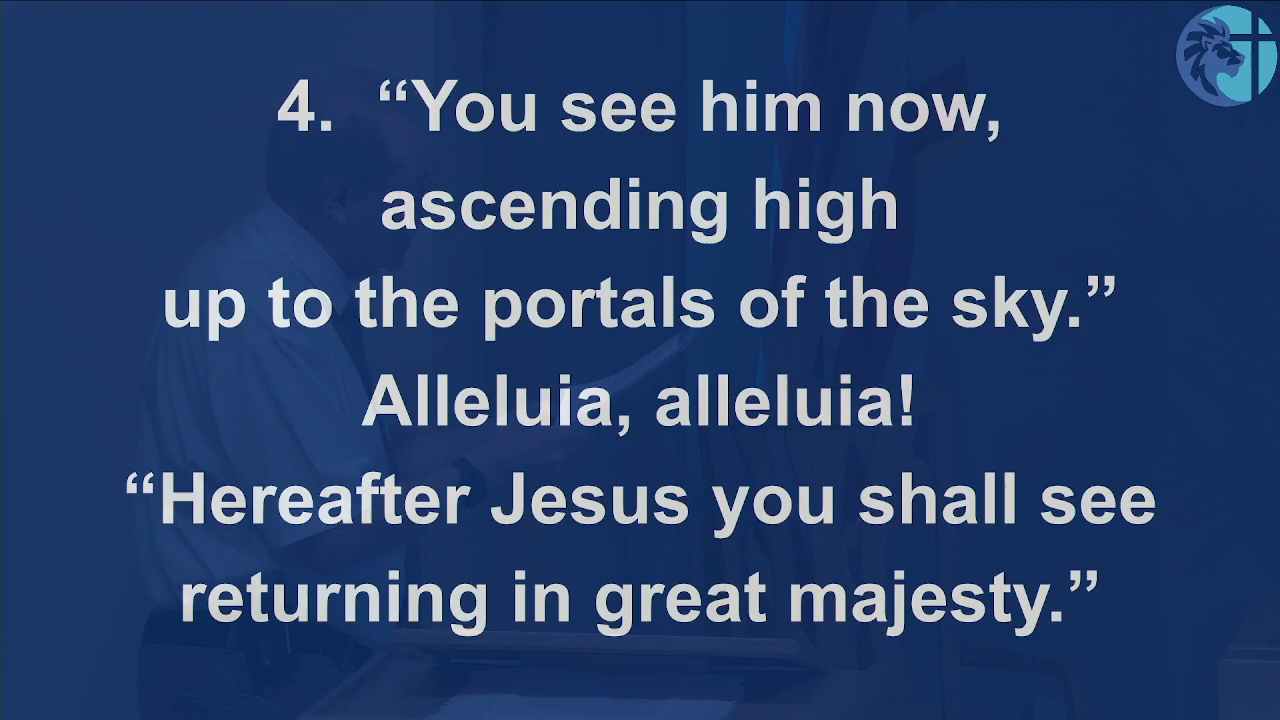 4. “You see him now,
ascending high
up to the portals of the sky.”
Alleluia, alleluia!
“Hereafter Jesus you shall see
returning in great majesty.”